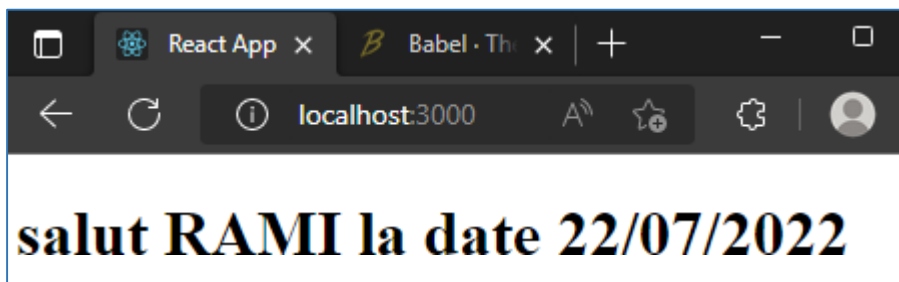 React App
Babel · Th
localhost:3000
salut RAMI la date 22/07/2022